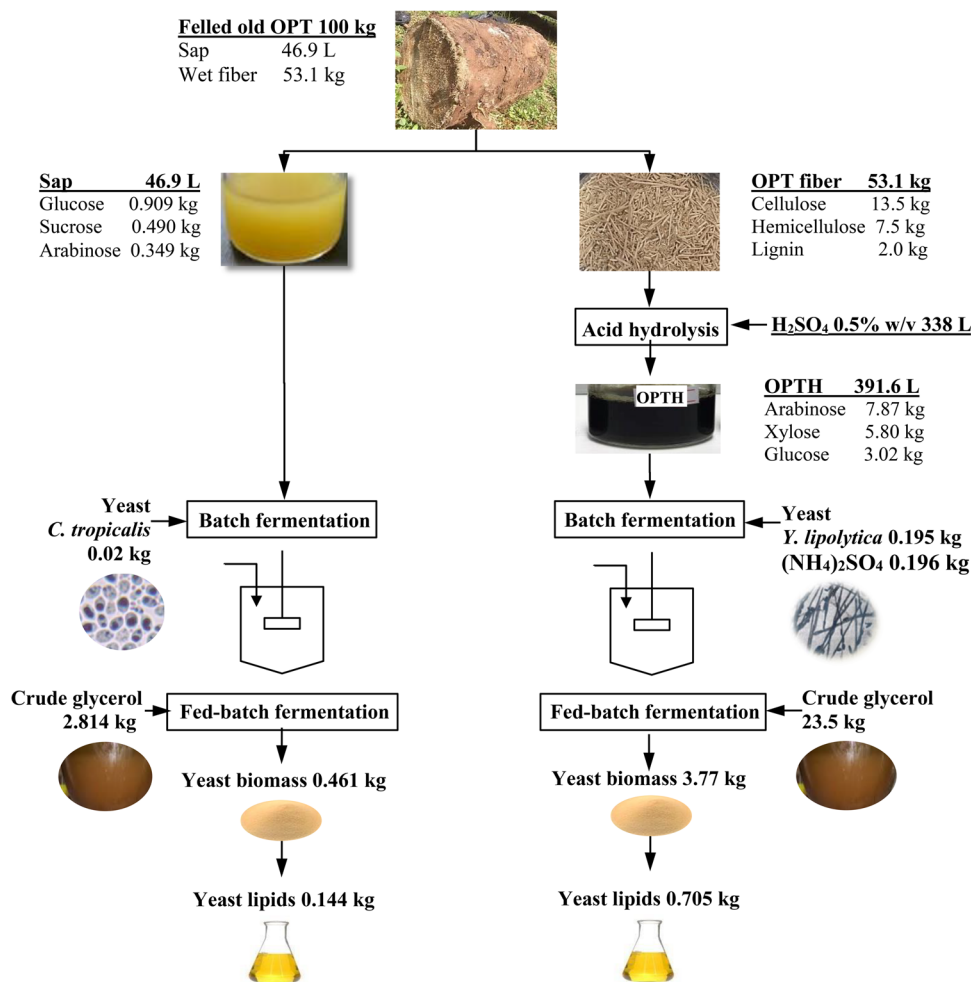 Felled old OPT 100 kg
Sap 46.9 L
Wet fiber 53.1 kg
Sap 46.9 L
Glucose 0.909 kg
Sucrose 0.490 kg
Arabinose 0.349 kg
OPT fiber 53.1 kg
Cellulose 13.5 kg
Hemicellulose 7.5 kg
Lignin 2.0 kg
Acid hydrolysis
H₂SO₄ 0.5% w/v 338 L
OPTH
OPTH 391.6 L
Arabinose 7.87 kg
Xylose 5.80 kg
Glucose 3.02 kg
Yeast
C. tropicalis
0.02 kg
Batch fermentation
Batch fermentation
Yeast
Y. lipolytica 0.195 kg
(NH₄)₂SO₄ 0.196 kg
Crude glycerol
2.814 kg
Fed-batch fermentation
Fed-batch fermentation
Crude glycerol
23.5 kg
Yeast biomass 0.461 kg
Yeast biomass 3.77 kg
Yeast lipids 0.144 kg
Yeast lipids 0.705 kg